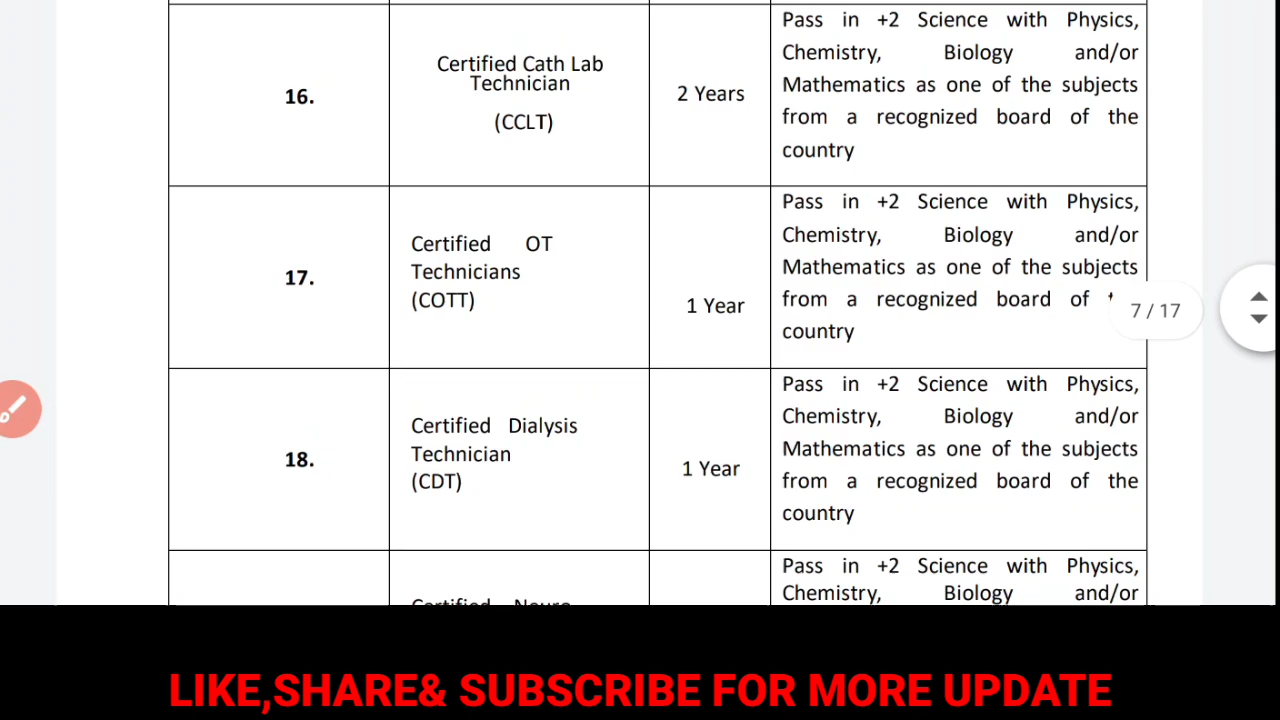 16.
Certified Cath Lab
Technician
(CCLT)
2 Years
Pass in +2 Science with Physics,
Chemistry, Biology and/or
Mathematics as one of the subjects
from a recognized board of the
country
17.
Certified OT
Technicians
(COTT)
1 Year
Pass in +2 Science with Physics,
Chemistry, Biology and/or
Mathematics as one of the subjects
from a recognized board of
country
7 / 17
18.
Certified Dialysis
Technician
(CDT)
1 Year
Pass in +2 Science with Physics,
Chemistry, Biology and/or
Mathematics as one of the subjects
from a recognized board of the
country
Certified Neuro
Pass in +2 Science with Physics,
Chemistry, Biology and/or
LIKE,SHARE& SUBSCRIBE FOR MORE UPDATE